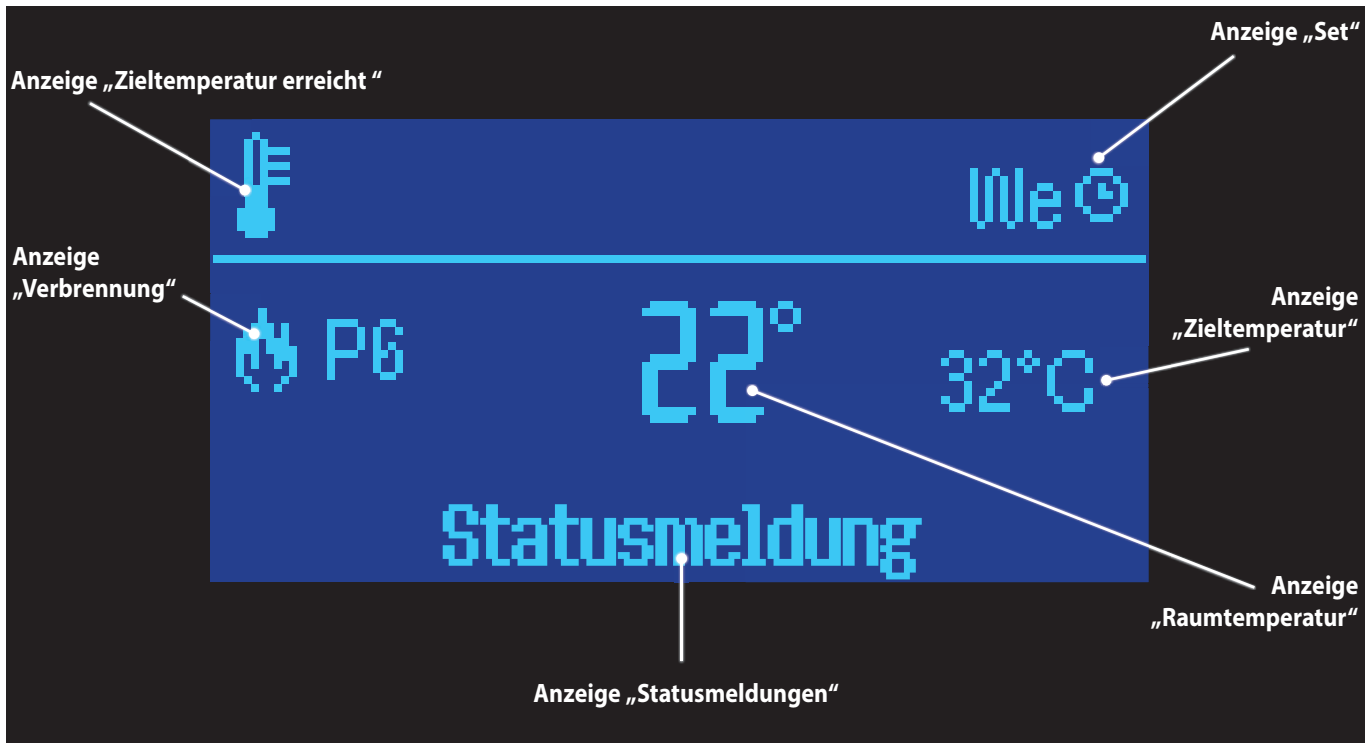 Anzeige „Set“
Anzeige „Zieltemperatur erreicht “
We
Anzeige
„Verbrennung“
P6
22°
32°C
Anzeige
„Zieltemperatur“
Statusmeldung
Anzeige
„Raumtemperatur“
Anzeige „Statusmeldungen“